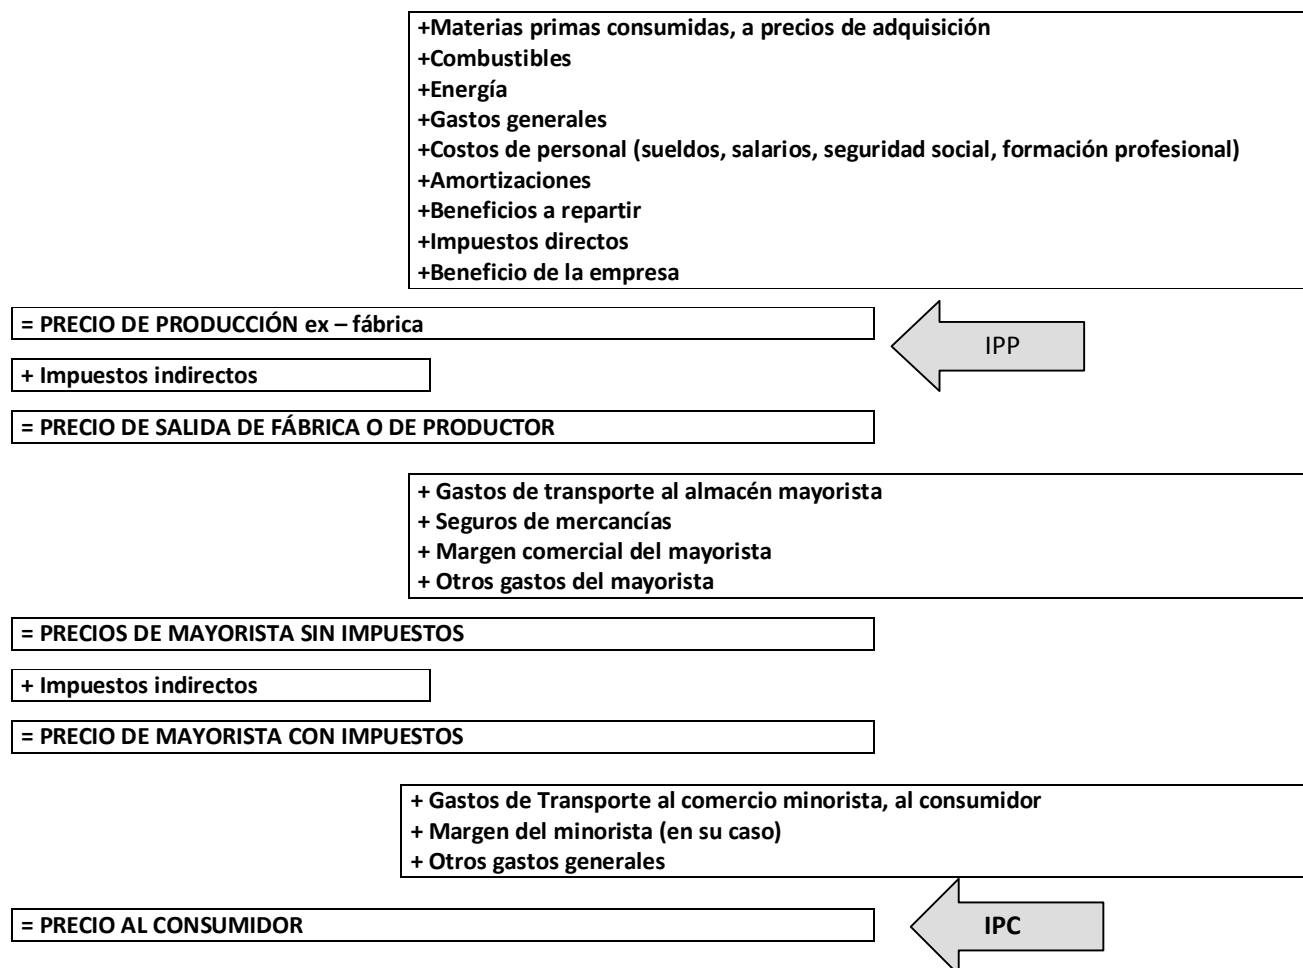 +Materias primas consumidas, a precios de adquisición
+Combustibles
+Energía
+Gastos generales
+Costos de personal (sueldos, salarios, seguridad social, formación profesional)
+Amortizaciones
+Beneficios a repartir
+Impuestos directos
+Beneficio de la empresa
= PRECIO DE PRODUCCIÓN ex – fábrica
IPP
+ Impuestos indirectos
= PRECIO DE SALIDA DE FÁBRICA O DE PRODUCTOR
+ Gastos de transporte al almacén mayorista
+ Seguros de mercancías
+ Margen comercial del mayorista
+ Otros gastos del mayorista
= PRECIOS DE MAYORISTA SIN IMPUESTOS
+ Impuestos indirectos
= PRECIO DE MAYORISTA CON IMPUESTOS
+ Gastos de Transporte al comercio minorista, al consumidor
+ Margen del minorista (en su caso)
+ Otros gastos generales
= PRECIO AL CONSUMIDOR
IPC